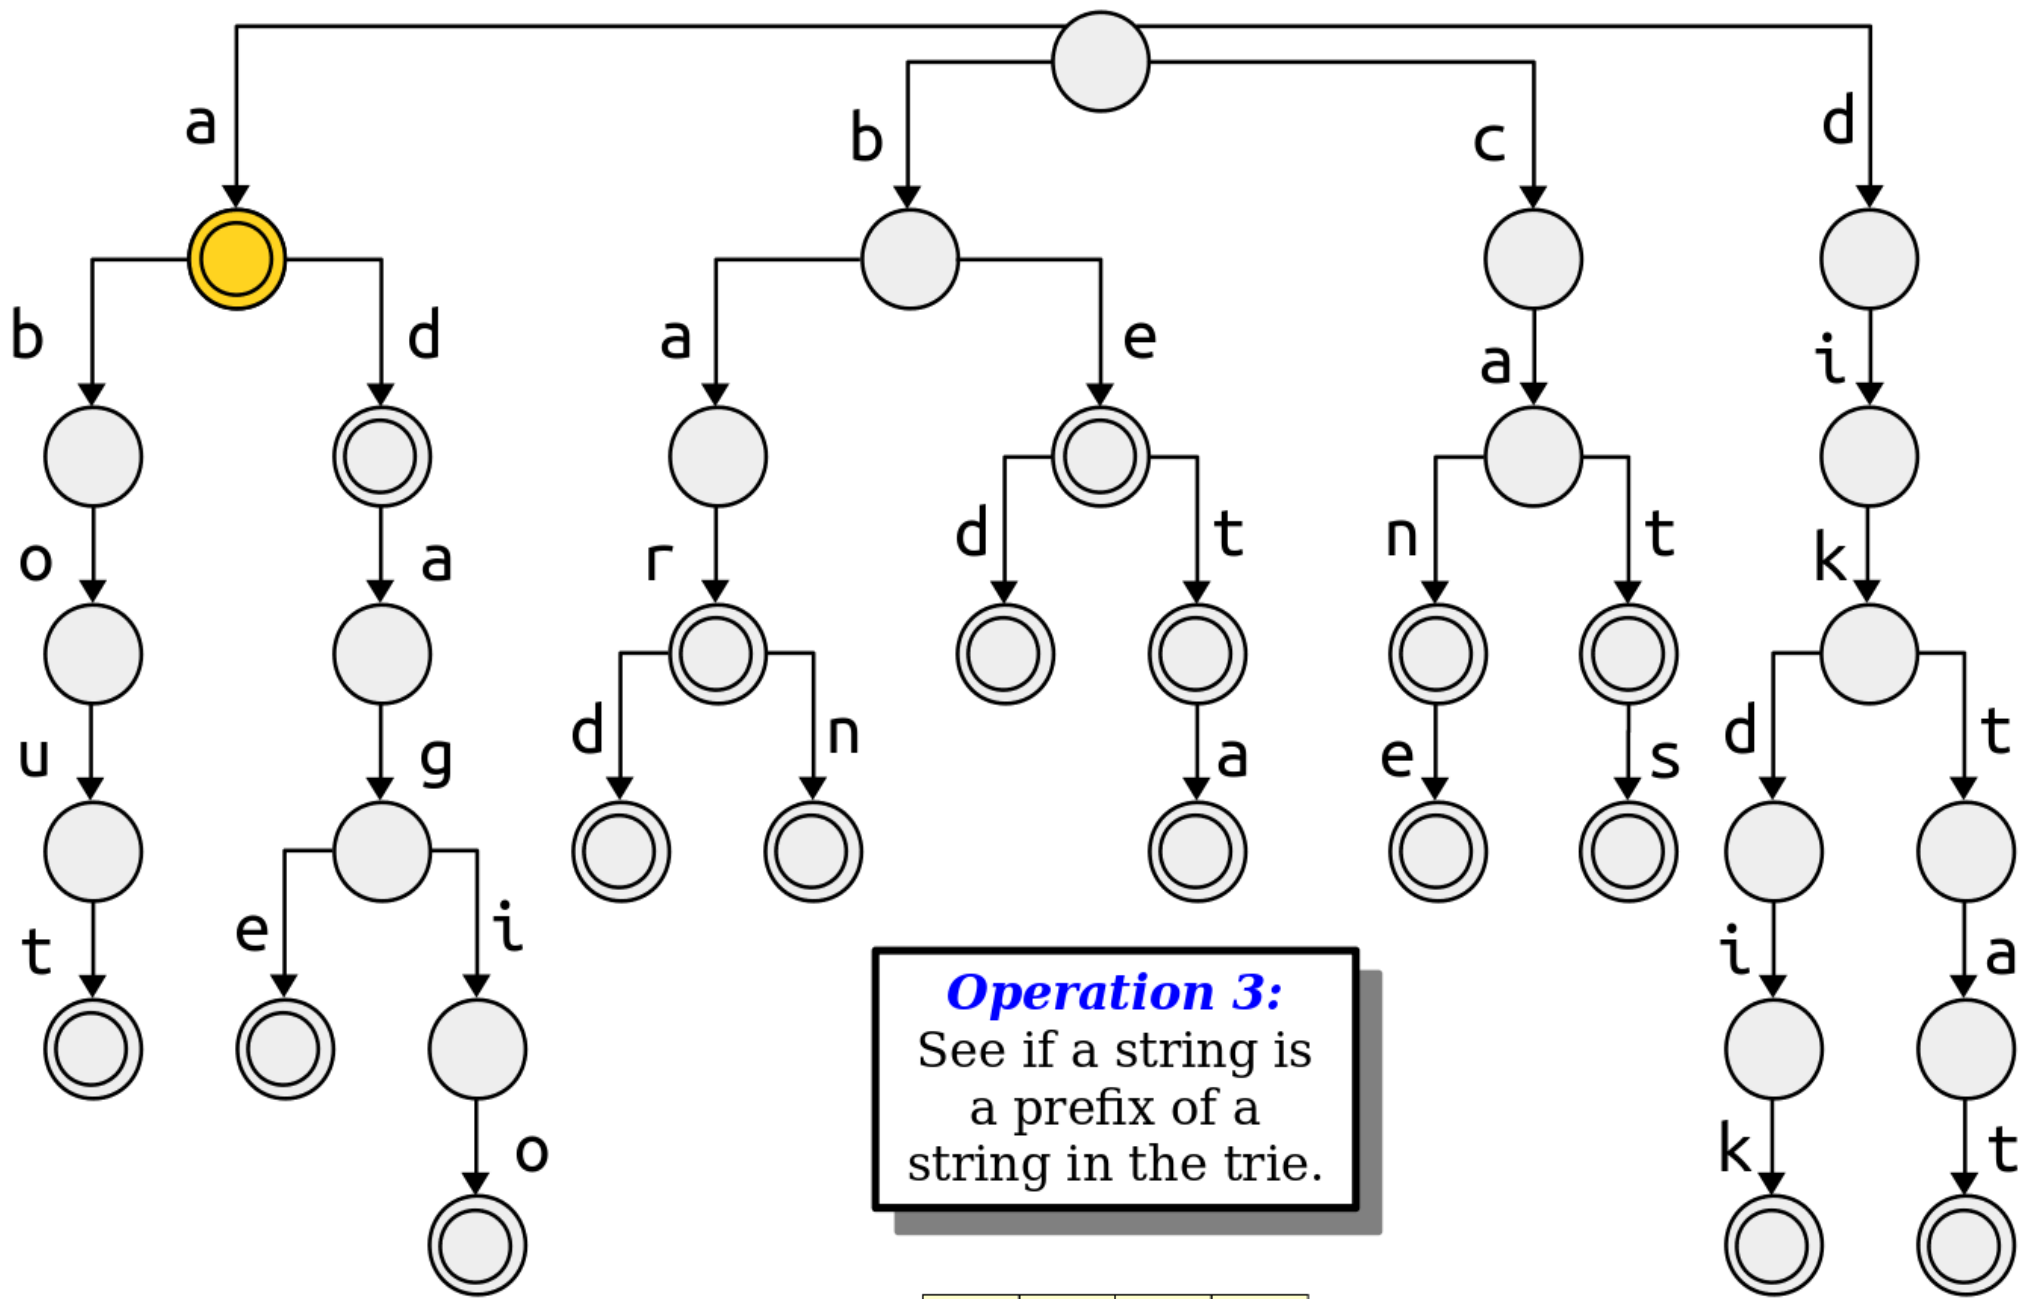 a b c d
b d a e a i
o a r d t n t k
u g d n a e s d t
t e i i a
o k t
Operation 3:
See if a string is
a prefix of a
string in the trie.